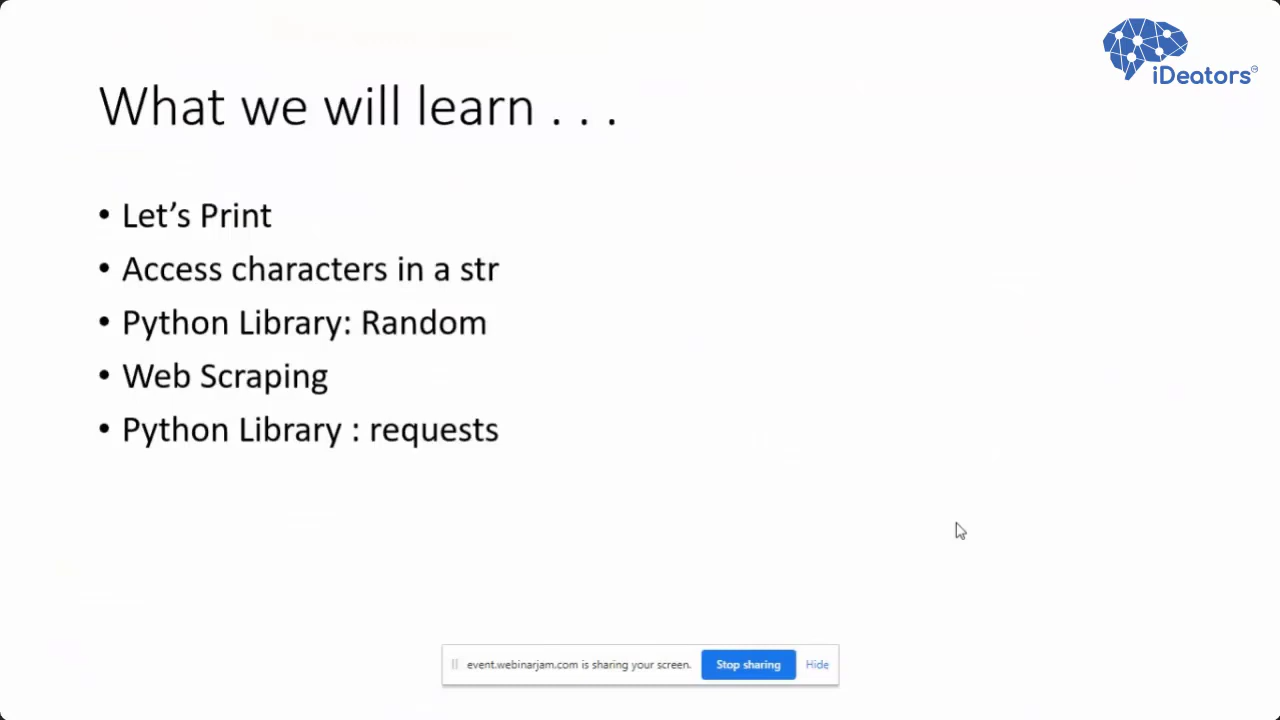 iDeators
What we will learn . . .
• Let’s Print
• Access characters in a str
• Python Library: Random
• Web Scraping
• Python Library : requests
event.webinarjam.com is sharing your screen.
Stop sharing
Hide